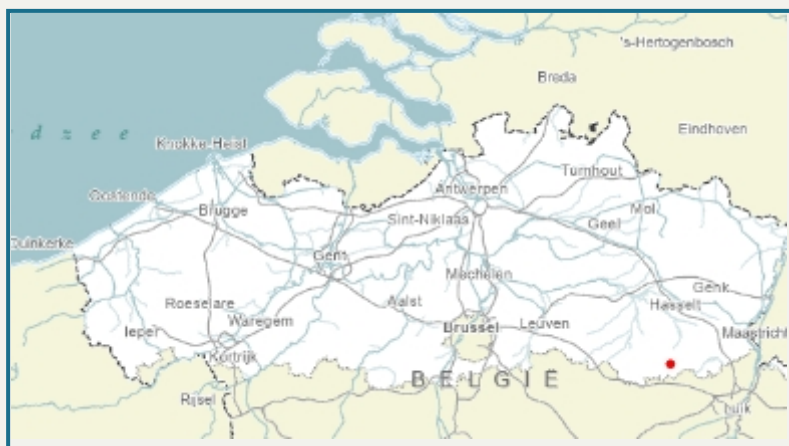 's-Hertogenbosch
Breda
Eindhoven
d z e e
Knokke-Heist
Turnhout
Antwerpen
Oostende
Brugge
Sint-Niklaas
Geel
Mol
Duinkerke
Gent
Mechelen
Genk
Roeselare
Aalst
Hasselt
Ieper
Waregem
Brussel
Leuven
Maastricht
Kortrijk
BELGIË
Rijsel
Luik